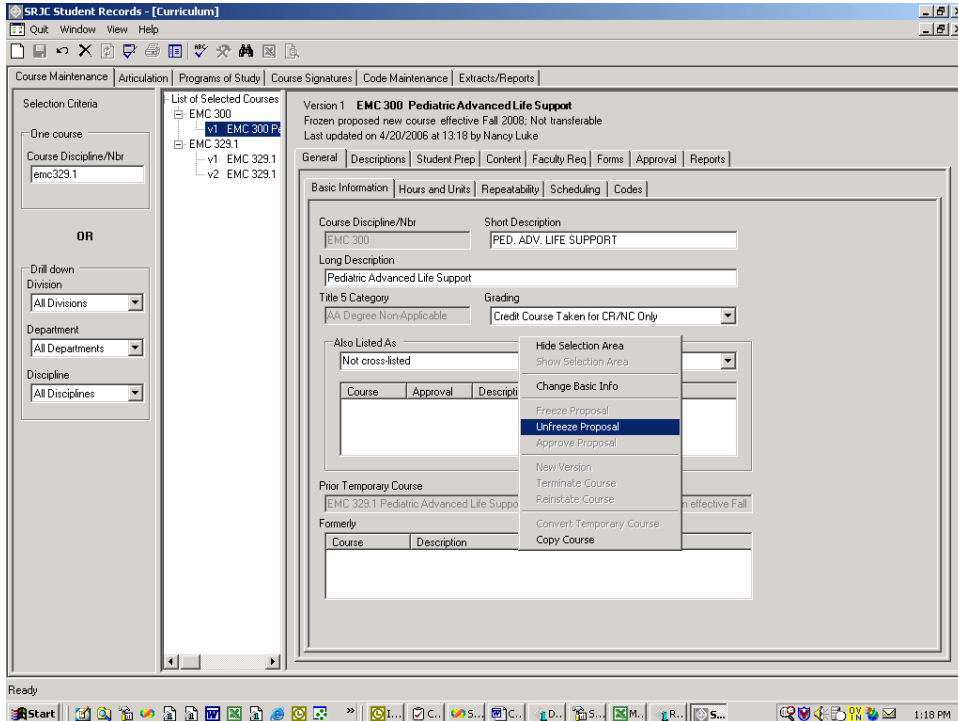 SRJC Student Records - [Curriculum]
Quit Window View Help
Course Maintenance Articulation Programs of Study Course Signatures Code Maintenance Extracts/Reports
Selection Criteria
One course
Course Discipline/Nbr
emc329.1
OR
Drill down
Division
All Divisions
Department
All Departments
Discipline
All Disciplines
List of Selected Courses
EMC 300
v1 EMC 300 Pe
EMC 329.1
v1 EMC 329.1
v2 EMC 329.1
Version 1 EMC 300 Pediatric Advanced Life Support
Frozen proposed new course effective Fall 2008; Not transferable
Last updated on 4/20/2006 at 13:18 by Nancy Luke
General Descriptions Student Prep Content Faculty Req Forms Approval Reports
Basic Information Hours and Units Repeatability Scheduling Codes
Course Discipline/Nbr Short Description
EMC 300 PED. ADV. LIFE SUPPORT
Long Description
Pediatric Advanced Life Support
Title 5 Category Grading
AA Degree Non-Applicable Credit Course Taken for CR/NC Only
Also Listed As
Not cross-listed
Course Approval Descripti
Hide Selection Area
Show Selection Area
Change Basic Info
Freeze Proposal
Unfreeze Proposal
Approve Proposal
New Version
Terminate Course
Reinstate Course
Convert Temporary Course
Copy Course
Prior Temporary Course
EMC 329.1 Pediatric Advanced Life Suppo n effective Fall
Formerly
Course Description
Ready
Start » I... C... S... C... D... S... M... R... S... 1:18 PM